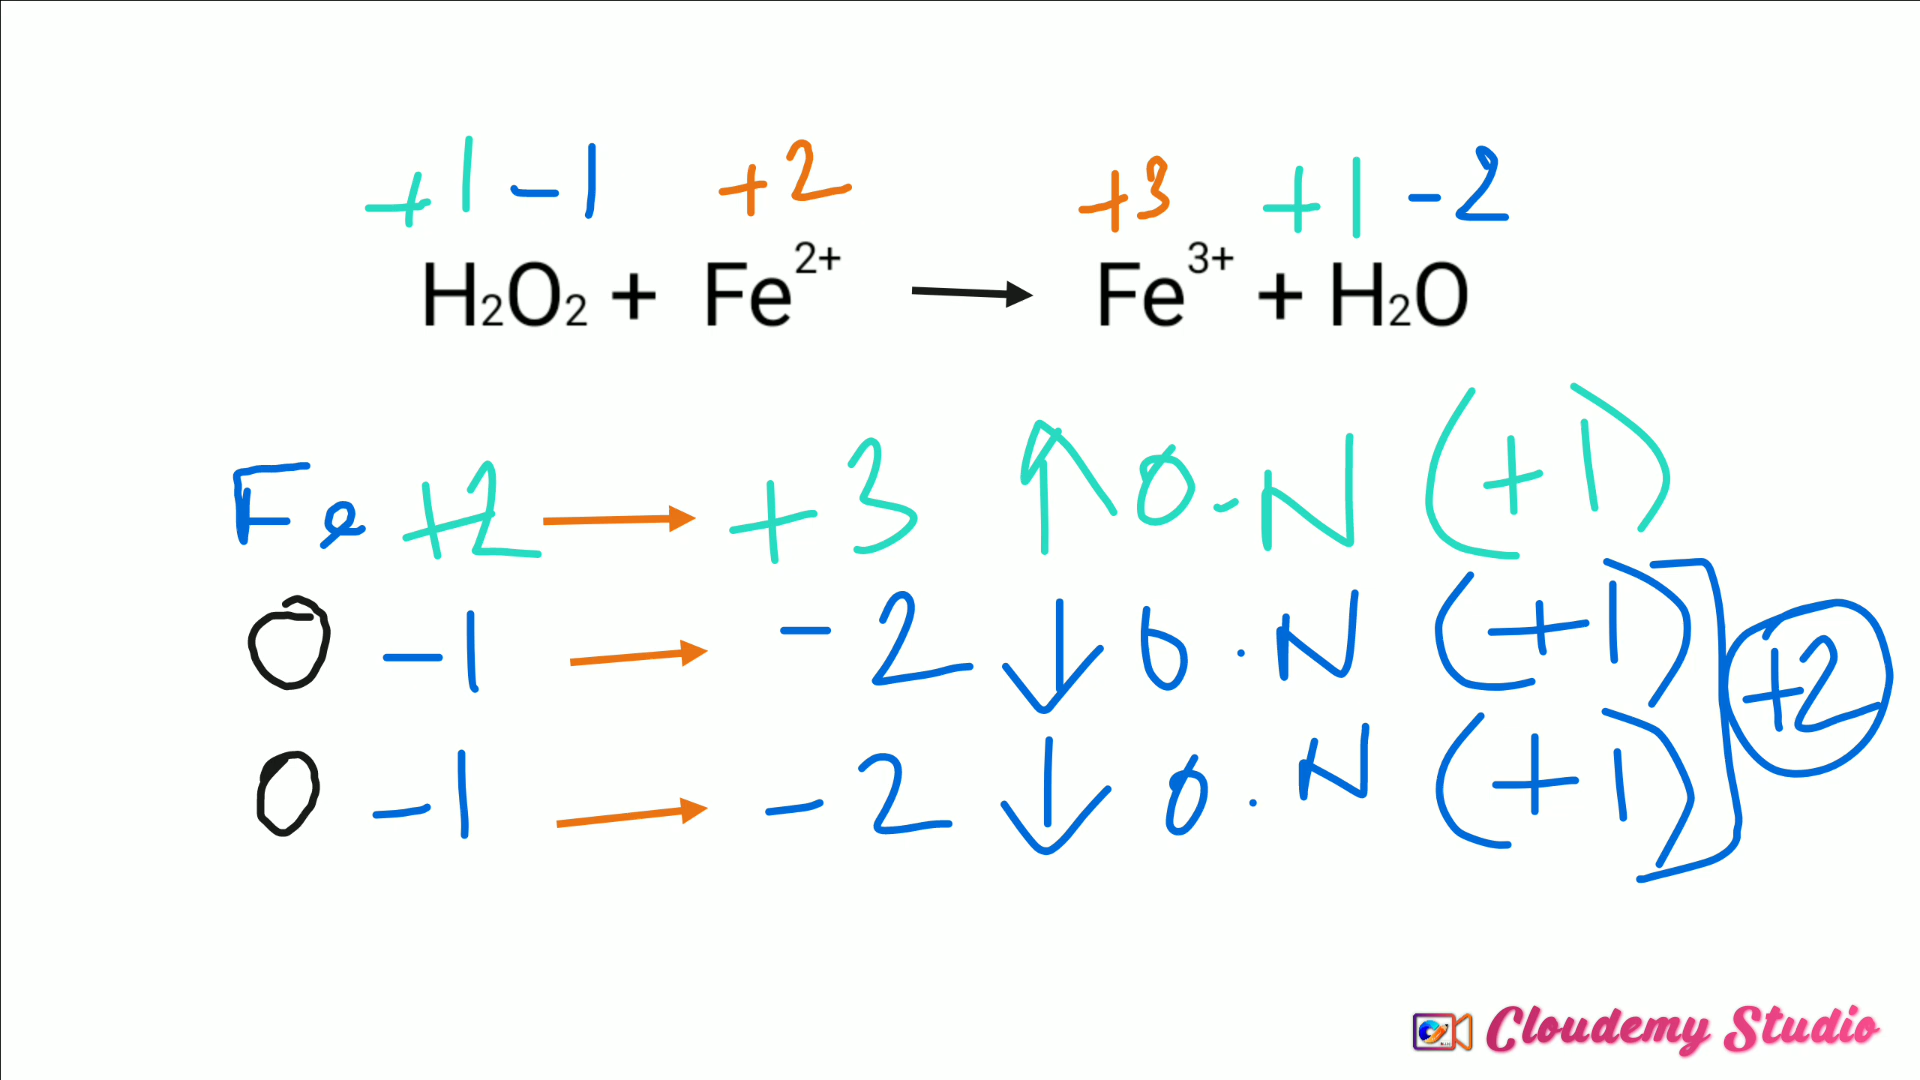 +1 -1 +2 +3 +1 -2
H₂O₂ + Fe²⁺ → Fe³⁺ + H₂O
Fe +2 → +3 ↑ O.N (+1)
O -1 → -2 ↓ O.N (+1)
+2
O -1 → -2 ↓ O.N (+1)
Cloudemy Studio